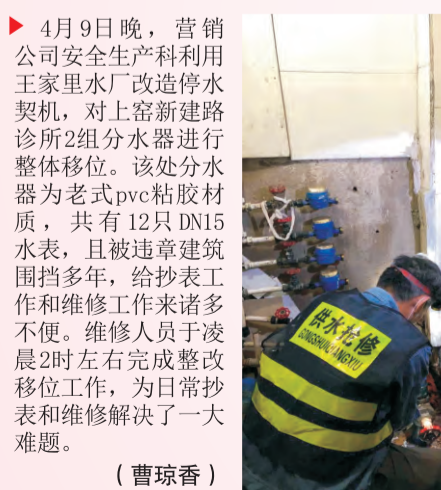 4月9日晚，营销
公司安全生产科利用
王家里水厂改造停水
契机，对上窑新建路
诊所2组分水器进行
整体移位。该处分水
器为老式pvc粘胶材
质，共有12只DN15
水表，且被违章建筑
围挡多年，给抄表工
作和维修工作来诸多
不便。维修人员于凌
晨2时左右完成整改
移位工作，为日常抄
表和维修解决了一大
难题。
（曹琼香）
供水抢修
GONGSHUIQIANGXIU